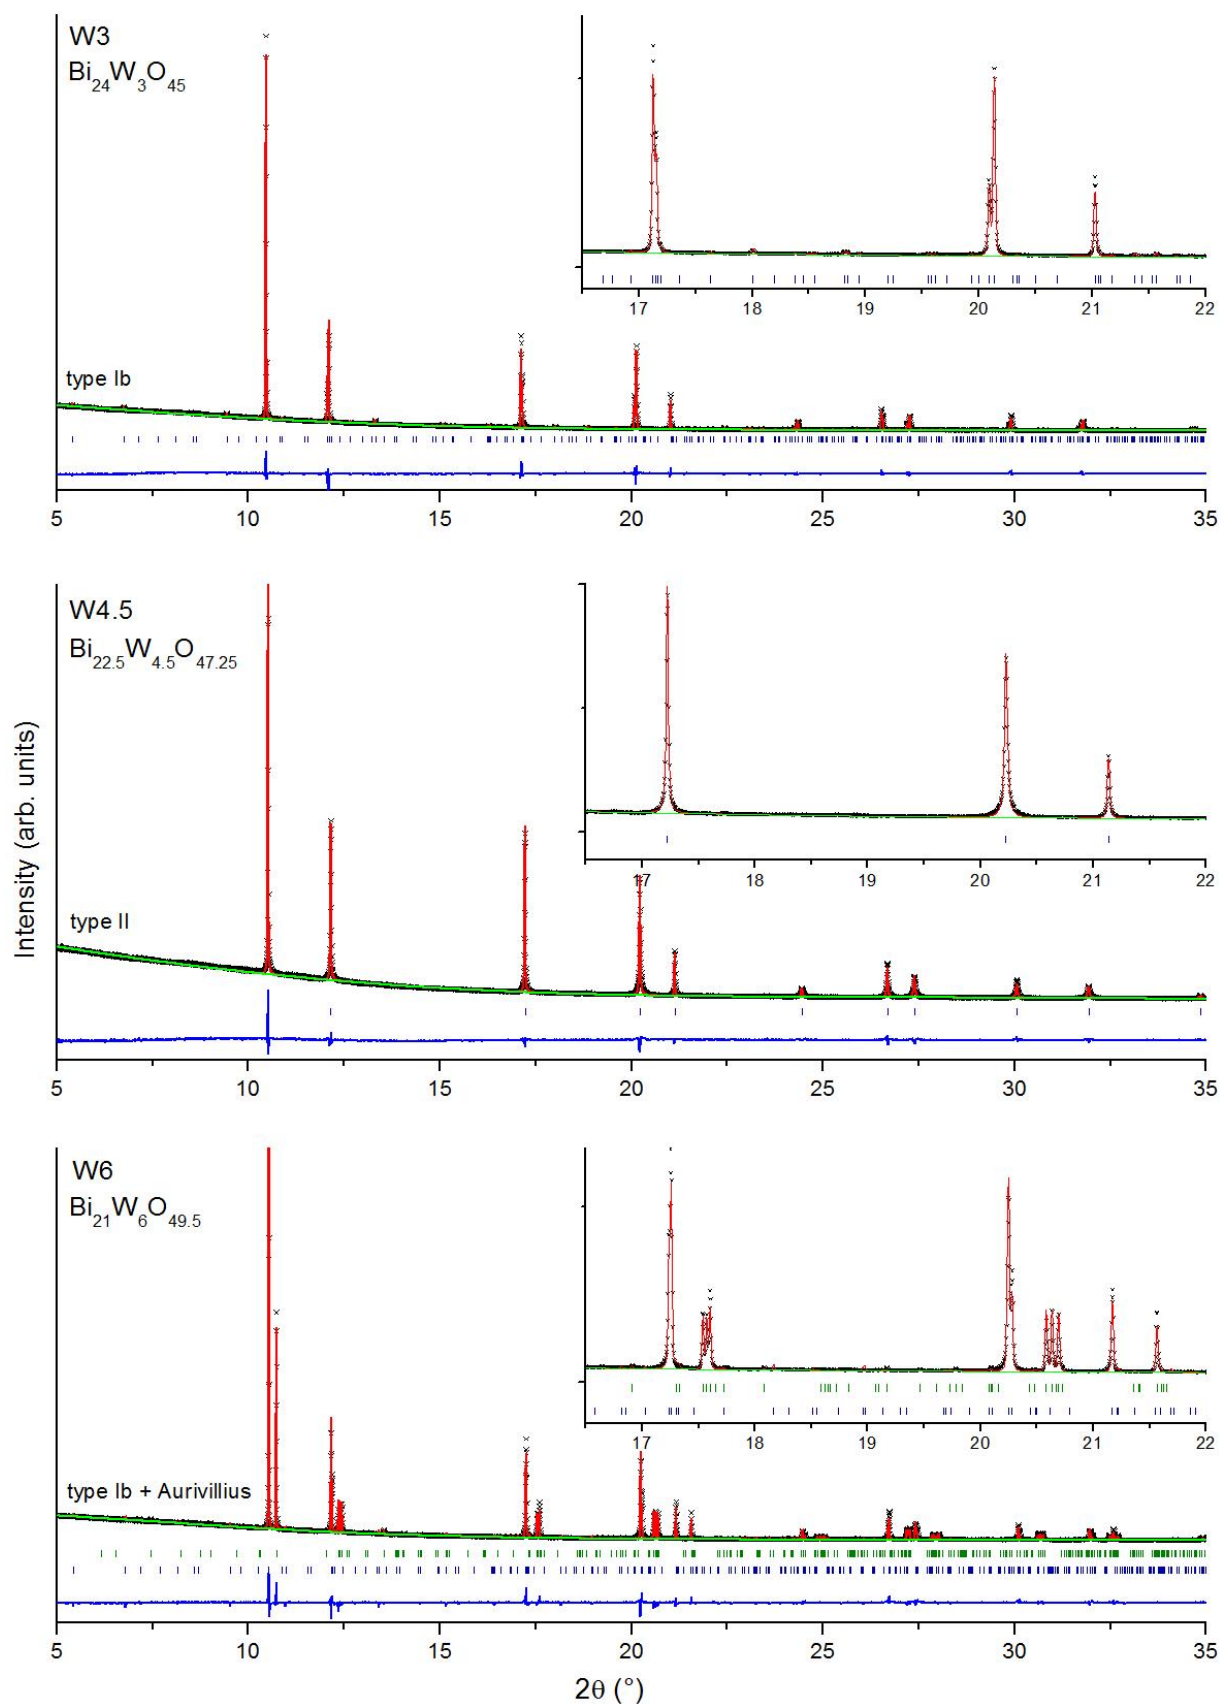 W3
Bi24W3O45
17 18 19 20 21 22
type Ib
5 10 15 20 25 30 35
W4.5
Bi22.5W4.5O47.25
17 18 19 20 21 22
Intensity (arb. units)
type II
5 10 15 20 25 30 35
W6
Bi21W6O49.5
17 18 19 20 21 22
type Ib + Aurivillius
5 10 15 20 25 30 35
2θ (°)